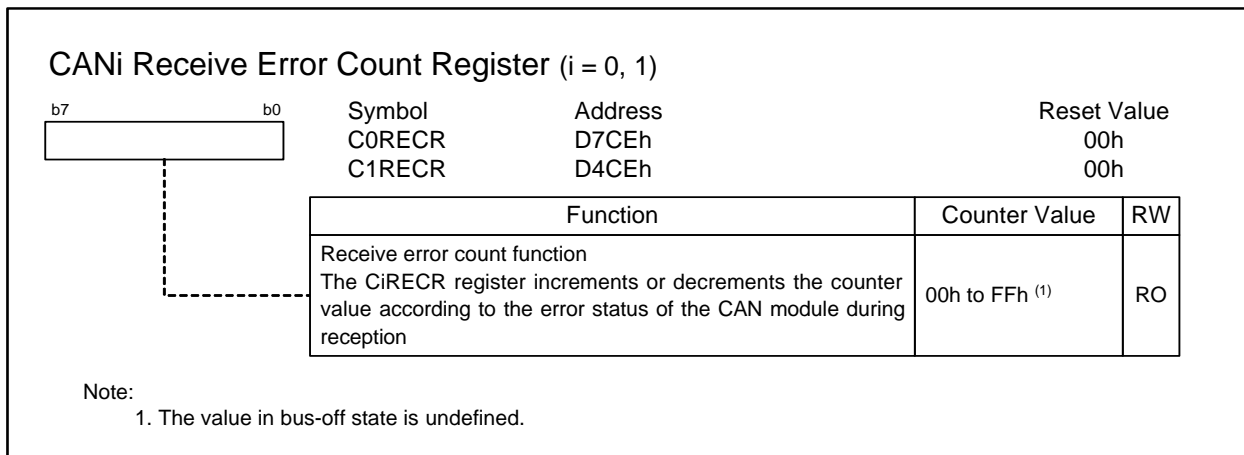 CANi Receive Error Count Register (i = 0, 1)
b7 b0 Symbol Address Reset Value
C0RECR D7CEh 00h
C1RECR D4CEh 00h
Function Counter Value RW
Receive error count function
The CiRECR register increments or decrements the counter
value according to the error status of the CAN module during
reception
00h to FFh (1) RO
Note:
1. The value in bus-off state is undefined.